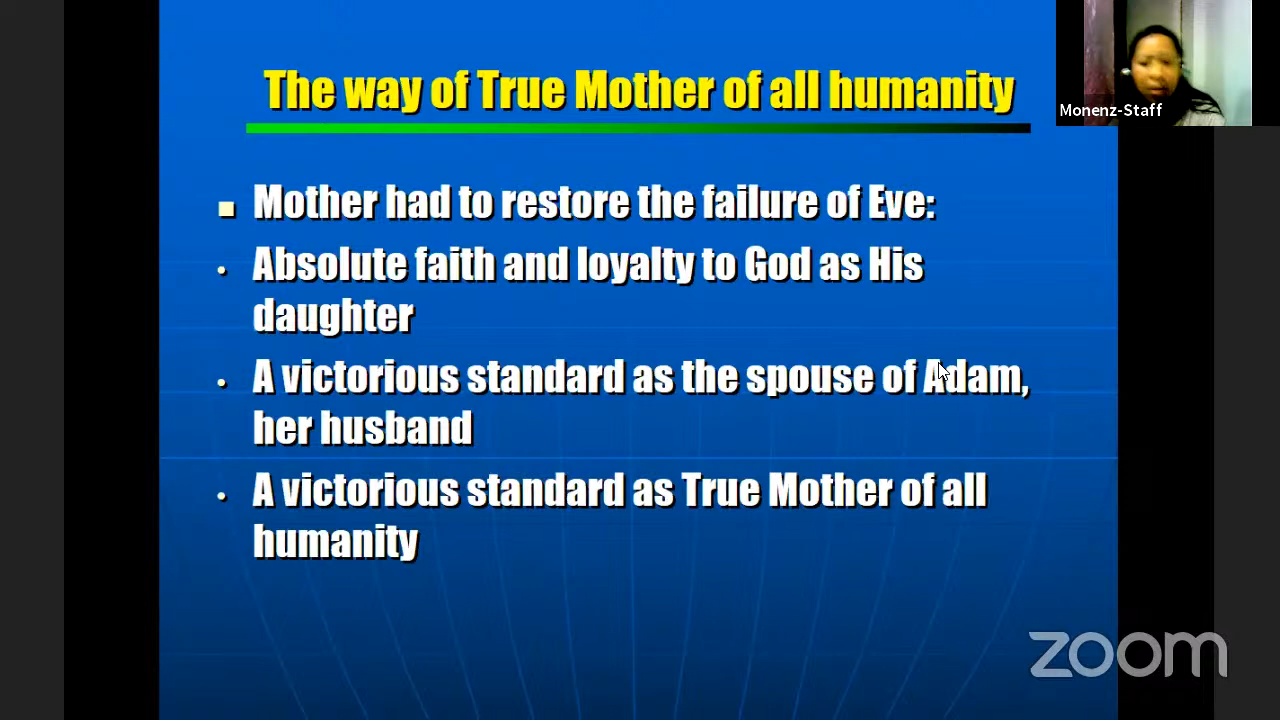 The way of True Mother of all humanity
Monenz-Staff
Mother had to restore the failure of Eve:
Absolute faith and loyalty to God as His
daughter
A victorious standard as the spouse of Adam,
her husband
A victorious standard as True Mother of all
humanity
zoom